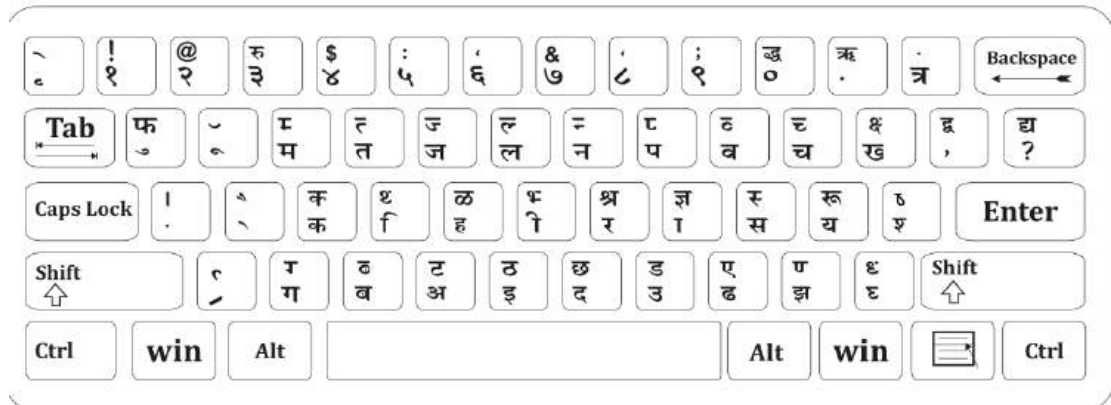 ! @ रु $ : ‘ & ’ ; द्ध ऋ Backspace
१ २ ३ ४ ५ ६ ७ ८ ९ ० . त्र
Tab फ म् त् ज् ल् न् प् व् च् क्ष् द्व द्य
ु ू म त ज ल न प व च ख , ?
Caps Lock । क थ् ळ भ् श्र ज्ञ स् रू Enter
. क ि ह ी र ा स य श्
Shift ग् ब् ट ठ छ ड ए ण् ध् Shift
ग ब अ इ द उ ढ झ घ्
Ctrl win Alt Alt win Ctrl